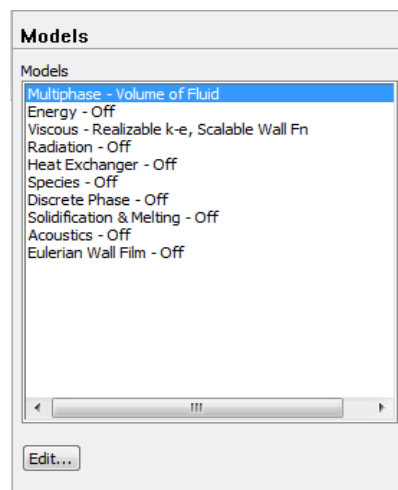 Models
Models
Multiphase - Volume of Fluid
Energy - Off
Viscous - Realizable k-e, Scalable Wall Fn
Radiation - Off
Heat Exchanger - Off
Species - Off
Discrete Phase - Off
Solidification & Melting - Off
Acoustics - Off
Eulerian Wall Film - Off
Edit...